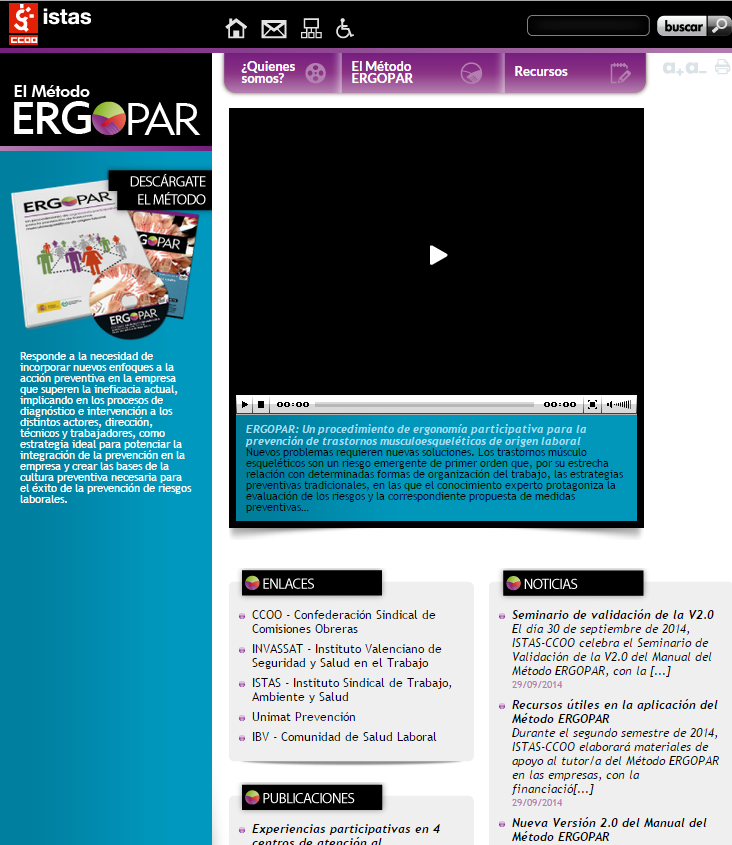 istas
CCOO
buscar
¿Quienes
somos?
El Método
ERGOPAR
Recursos
a+a-
El Método
ERGOPAR
DESCÁRGATE
EL MÉTODO
ERGOPAR
ERGOPAR
ERGOPAR
Responde a la necesidad de
incorporar nuevos enfoques a la
acción preventiva en la empresa
que superen la ineficacia actual,
implicando en los procesos de
diagnóstico e intervención a los
distintos actores, dirección,
técnicos y trabajadores, como
estrategia ideal para potenciar la
integración de la prevención en la
empresa y crear las bases de la
cultura preventiva necesaria para
el éxito de la prevención de riesgos
laborales.
00:00 00:00
ERGOPAR: Un procedimiento de ergonomía participativa para la
prevención de trastornos musculoesqueléticos de origen laboral
Nuevos problemas requieren nuevas soluciones. Los trastornos músculo
esqueléticos son un riesgo emergente de primer orden que, por su estrecha
relación con determinadas formas de organización del trabajo, las estrategias
preventivas tradicionales, en las que el conocimiento experto protagoniza la
evaluación de los riesgos y la correspondiente propuesta de medidas
preventivas...
ENLACES
CCOO - Confederación Sindical de
Comisiones Obreras
INVASSAT - Instituto Valenciano de
Seguridad y Salud en el Trabajo
ISTAS - Instituto Sindical de Trabajo,
Ambiente y Salud
Unimat Prevención
IBV - Comunidad de Salud Laboral
PUBLICACIONES
Experiencias participativas en 4
centros de atención al
NOTICIAS
Seminario de validación de la V2.0
El día 30 de septiembre de 2014,
ISTAS-CCOO celebra el Seminario de
Validación de la V2.0 del Manual del
Método ERGOPAR, con la [...]
29/09/2014
Recursos útiles en la aplicación del
Método ERGOPAR
Durante el segundo semestre de 2014,
ISTAS-CCOO elaborará materiales de
apoyo al tutor/a del Método ERGOPAR
en las empresas, con la
financiació[...]
29/09/2014
Nueva Versión 2.0 del Manual del
Método ERGOPAR